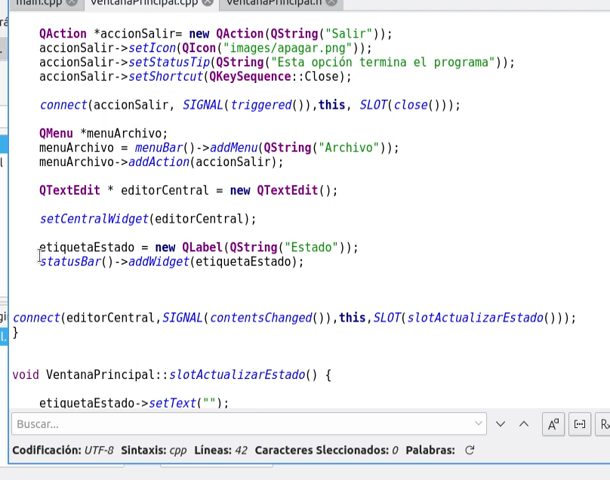 main.cpp ventanaPrincipal.cpp ventanaPrincipal.h
QAction *accionSalir= new QAction(QString("Salir"));
accionSalir->setIcon(QIcon("images/apagar.png"));
accionSalir->setStatusTip(QString("Esta opción termina el programa"));
accionSalir->setShortcut(QKeySequence::Close);
connect(accionSalir, SIGNAL(triggered()),this, SLOT(close()));
QMenu *menuArchivo;
menuArchivo = menuBar()->addMenu(QString("Archivo"));
menuArchivo->addAction(accionSalir);
QTextEdit * editorCentral = new QTextEdit();
setCentralWidget(editorCentral);
etiquetaEstado = new QLabel(QString("Estado"));
statusBar()->addWidget(etiquetaEstado);
connect(editorCentral,SIGNAL(contentsChanged()),this,SLOT(slotActualizarEstado()));
}
void VentanaPrincipal::slotActualizarEstado() {
etiquetaEstado->setText("");
Buscar...
Codificación: UTF-8 Sintaxis: cpp Líneas: 42 Caracteres Sleccionados: 0 Palabras: